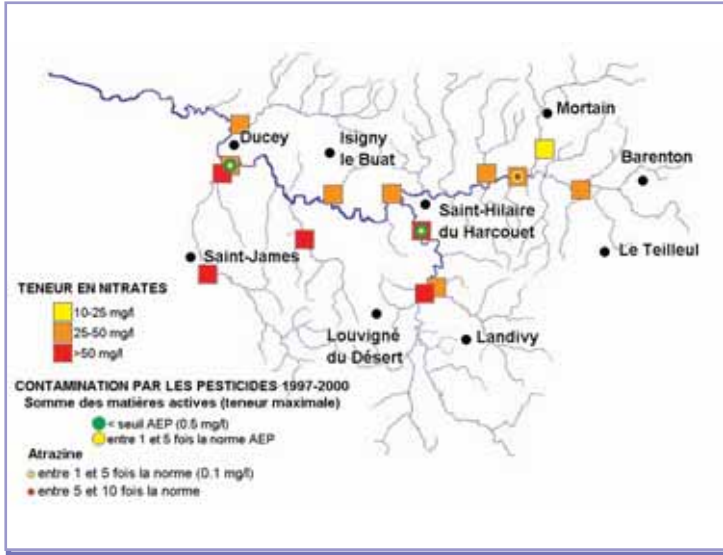 Mortain
Ducey
Isigny
le Buat
Barenton
Saint-Hilaire
du Harcouet
Saint-James
Le Teilleul
TENEUR EN NITRATES
10-25 mg/l
25-50 mg/l
>50 mg/l
Louvigné
du Désert
Landivy
CONTAMINATION PAR LES PESTICIDES 1997-2000
Somme des matières actives (teneur maximale)
< seuil AEP (0.5 mg/l)
entre 1 et 5 fois la norme AEP
Atrazine
entre 1 et 5 fois la norme (0.1 mg/l)
entre 5 et 10 fois la norme